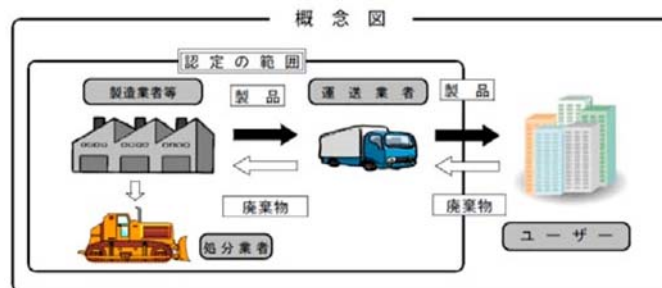 概念図
認定の範囲
製造業者等
製品
運送業者
製品
廃棄物
廃棄物
処分業者
ユーザー